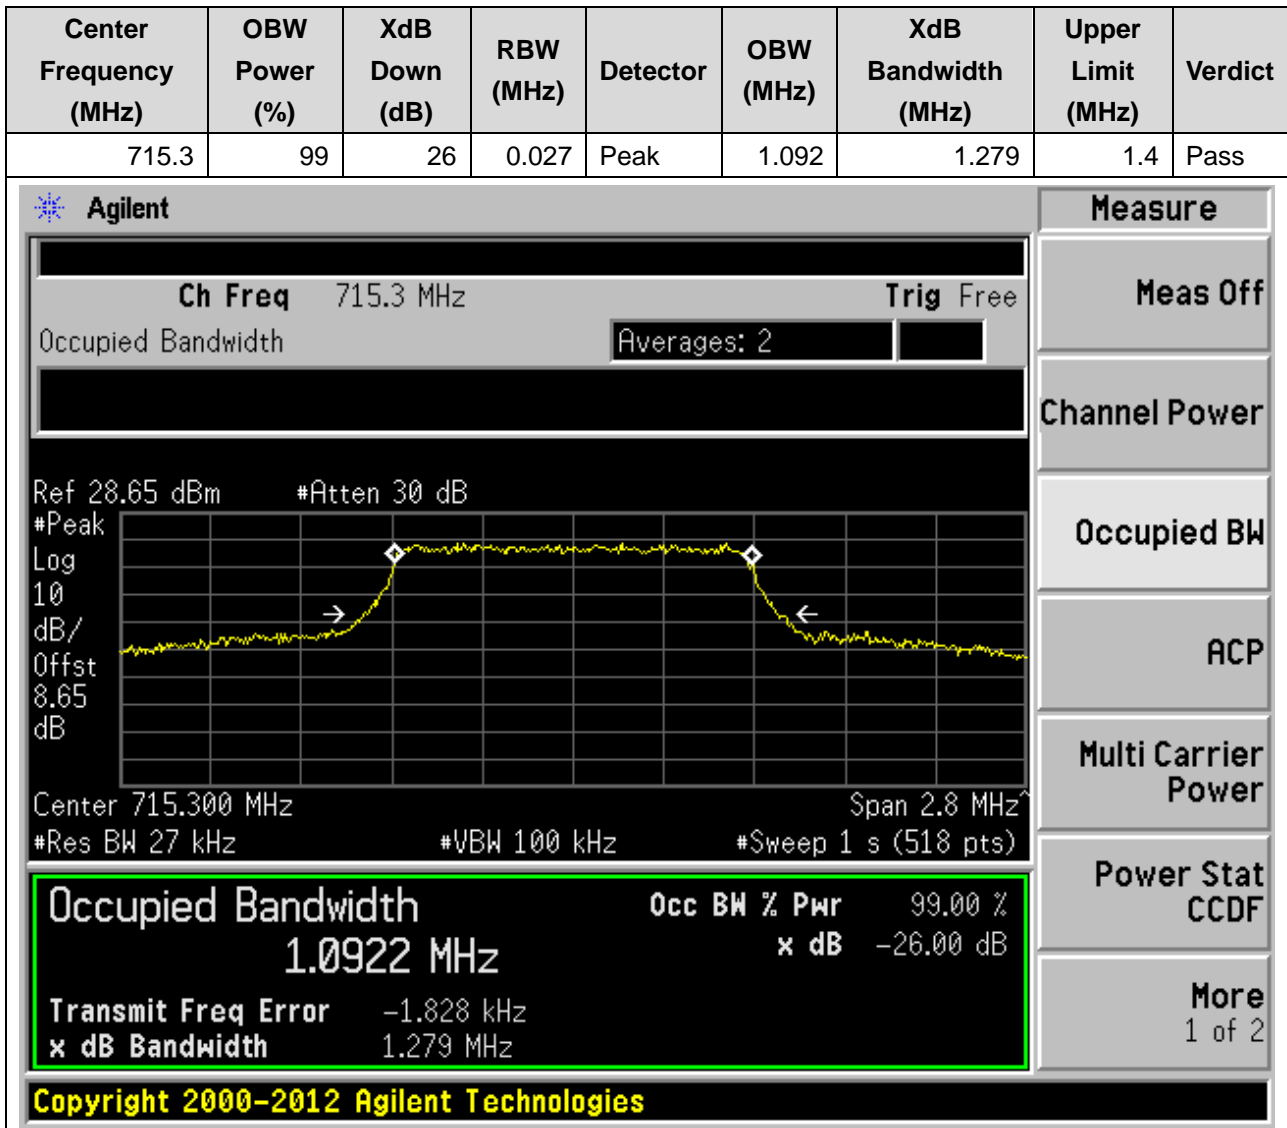 Center Frequency (MHz) OBW Power (%) XdB Down (dB) RBW (MHz) Detector OBW (MHz) XdB Bandwidth (MHz) Upper Limit (MHz) Verdict
715.3 99 26 0.027 Peak 1.092 1.279 1.4 Pass
Agilent
Measure
Ch Freq 715.3 MHz Trig Free
Occupied Bandwidth Averages: 2
Meas Off
Channel Power
Occupied BW
ACP
Multi Carrier Power
Power Stat CCDF
More
1 of 2
Ref 28.65 dBm #Atten 30 dB
#Peak
Log
10
dB/
Offst
8.65
dB
Center 715.300 MHz Span 2.8 MHz^
#Res BW 27 kHz #VBW 100 kHz #Sweep 1 s (518 pts)
Occupied Bandwidth Occ BW % Pwr 99.00 %
1.0922 MHz x dB -26.00 dB
Transmit Freq Error -1.828 kHz
x dB Bandwidth 1.279 MHz
Copyright 2000-2012 Agilent Technologies